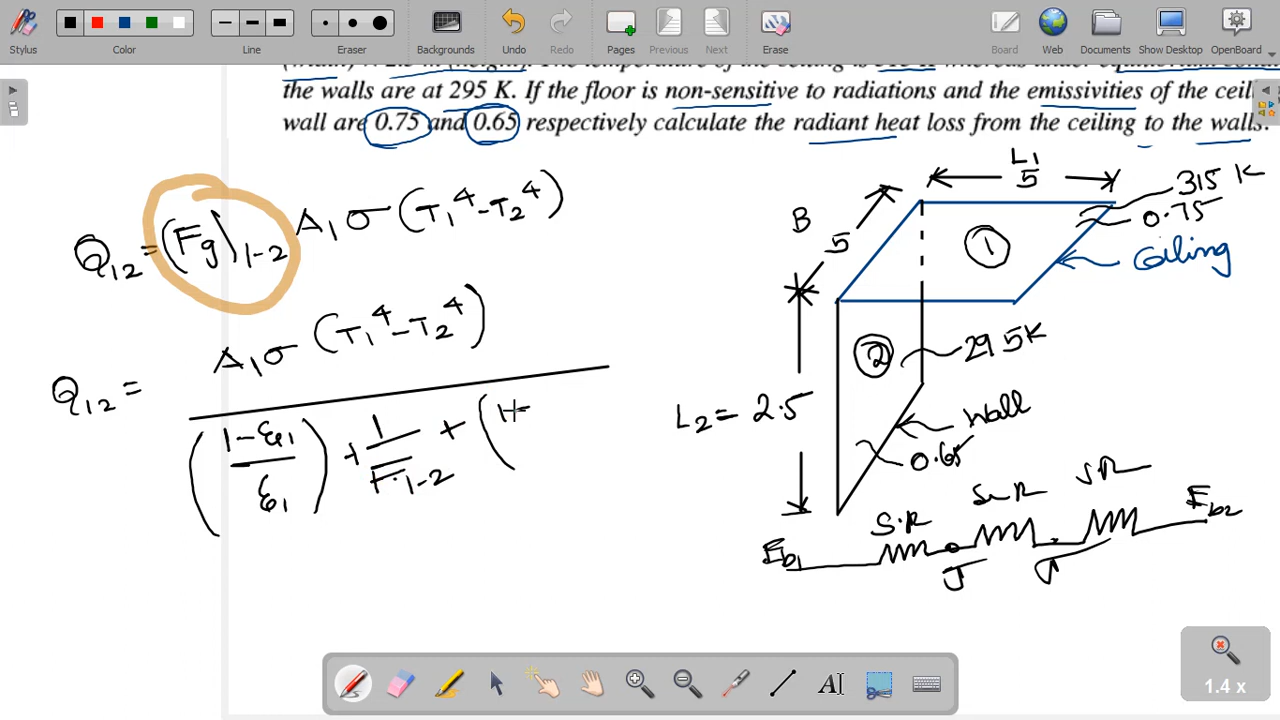 Stylus Color Line Eraser Backgrounds Undo Redo Pages Previous Next Erase Board Web Documents Show Desktop OpenBoard
the walls are at 295 K. If the floor is non-sensitive to radiations and the emissivities of the ceil
wall are 0.75 and 0.65 respectively calculate the radiant heat loss from the ceiling to the walls.
Q12 = (Fg)1-2 A1 σ (T1⁴-T2⁴)
Q12 =
A1 σ (T1⁴-T2⁴)
(1-ε1
ε1) + 1
F1-2 + (1
L1
5
B
5
315 K
0.75
Ceiling
1
2
295K
L2 = 2.5
Wall
0.65
S.R
S.R
Eb1
J
J
Eb2
1.4 x